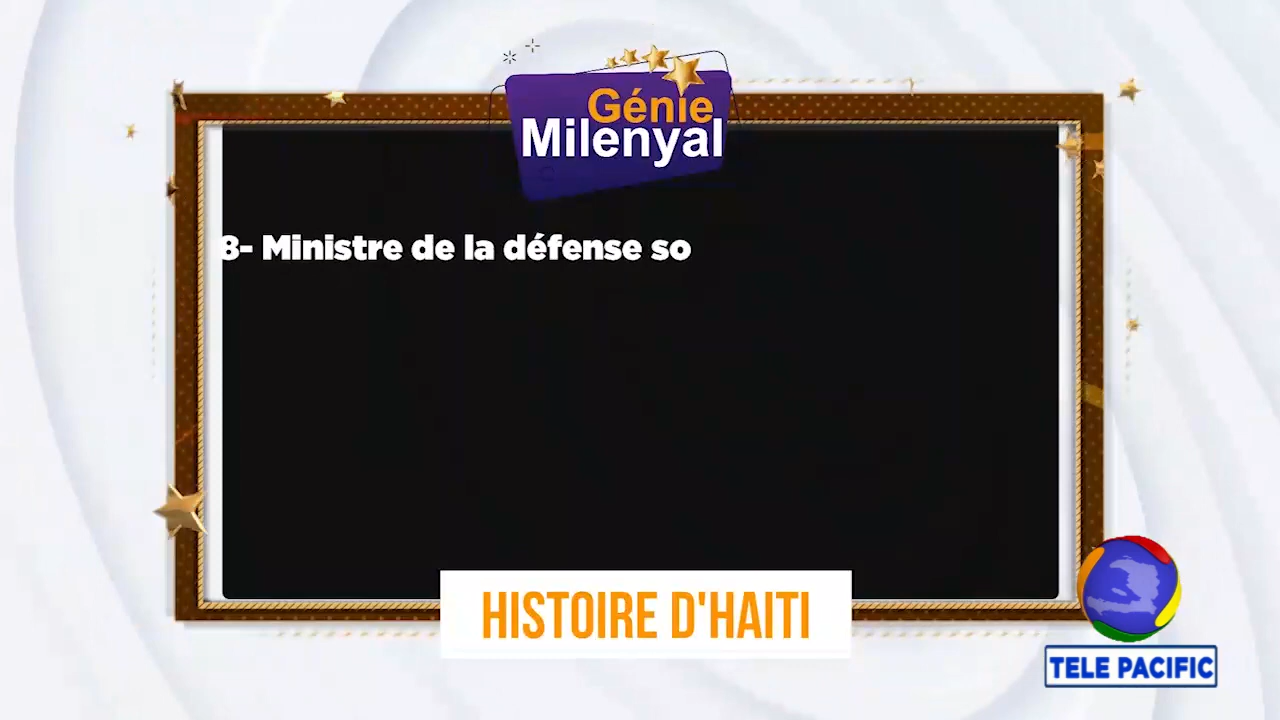 Génie
Milenyal
8- Ministre de la défense so
HISTOIRE D'HAITI
TELE PACIFIC